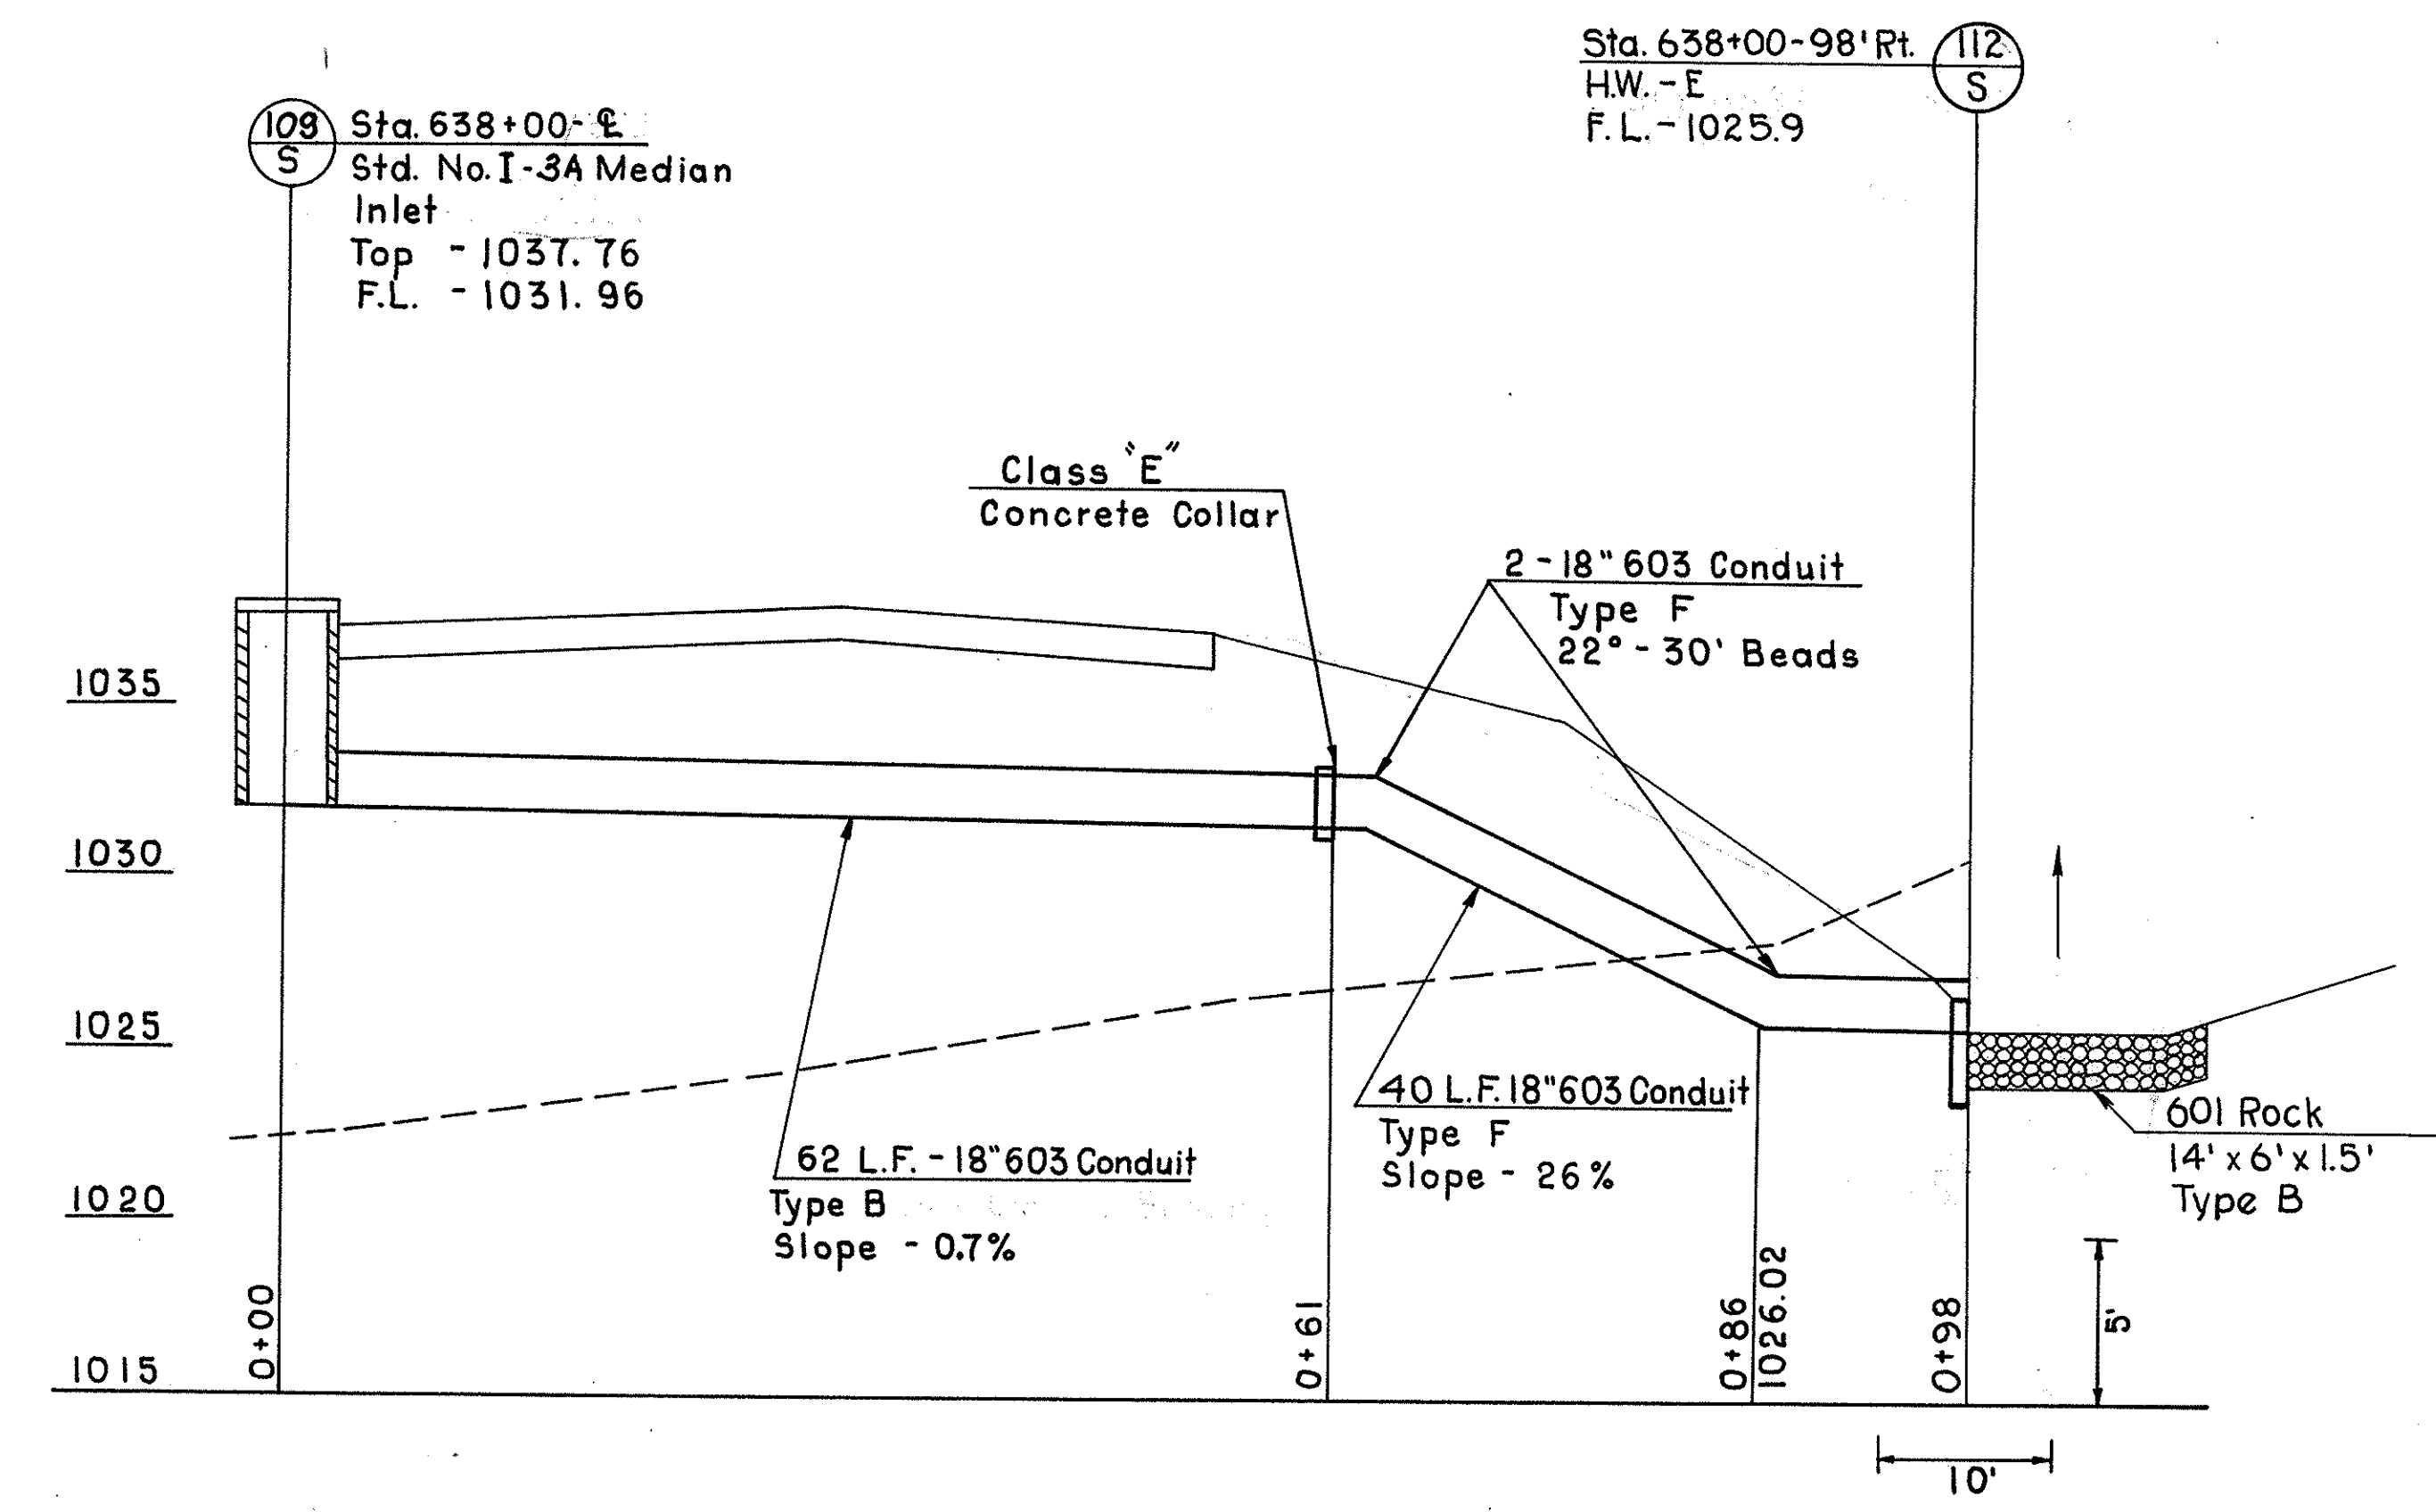 109
S
Sta. 638+00-℄
Std. No. I-3A Median
Inlet
Top - 1037.76
F.L. - 1031.96
Sta. 638+00-98' Rt.
H.W. - E
F.L. - 1025.9
112
S
Class "E"
Concrete Collar
2 - 18" 603 Conduit
Type F
22° - 30' Beads
1035
1030
1025
1020
1015
62 L.F. - 18" 603 Conduit
Type B
Slope - 0.7%
40 L.F. 18" 603 Conduit
Type F
Slope - 26%
601 Rock
14' x 6' x 1.5'
Type B
0+00
0+61
0+86
1026.02
0+98
5'
10'